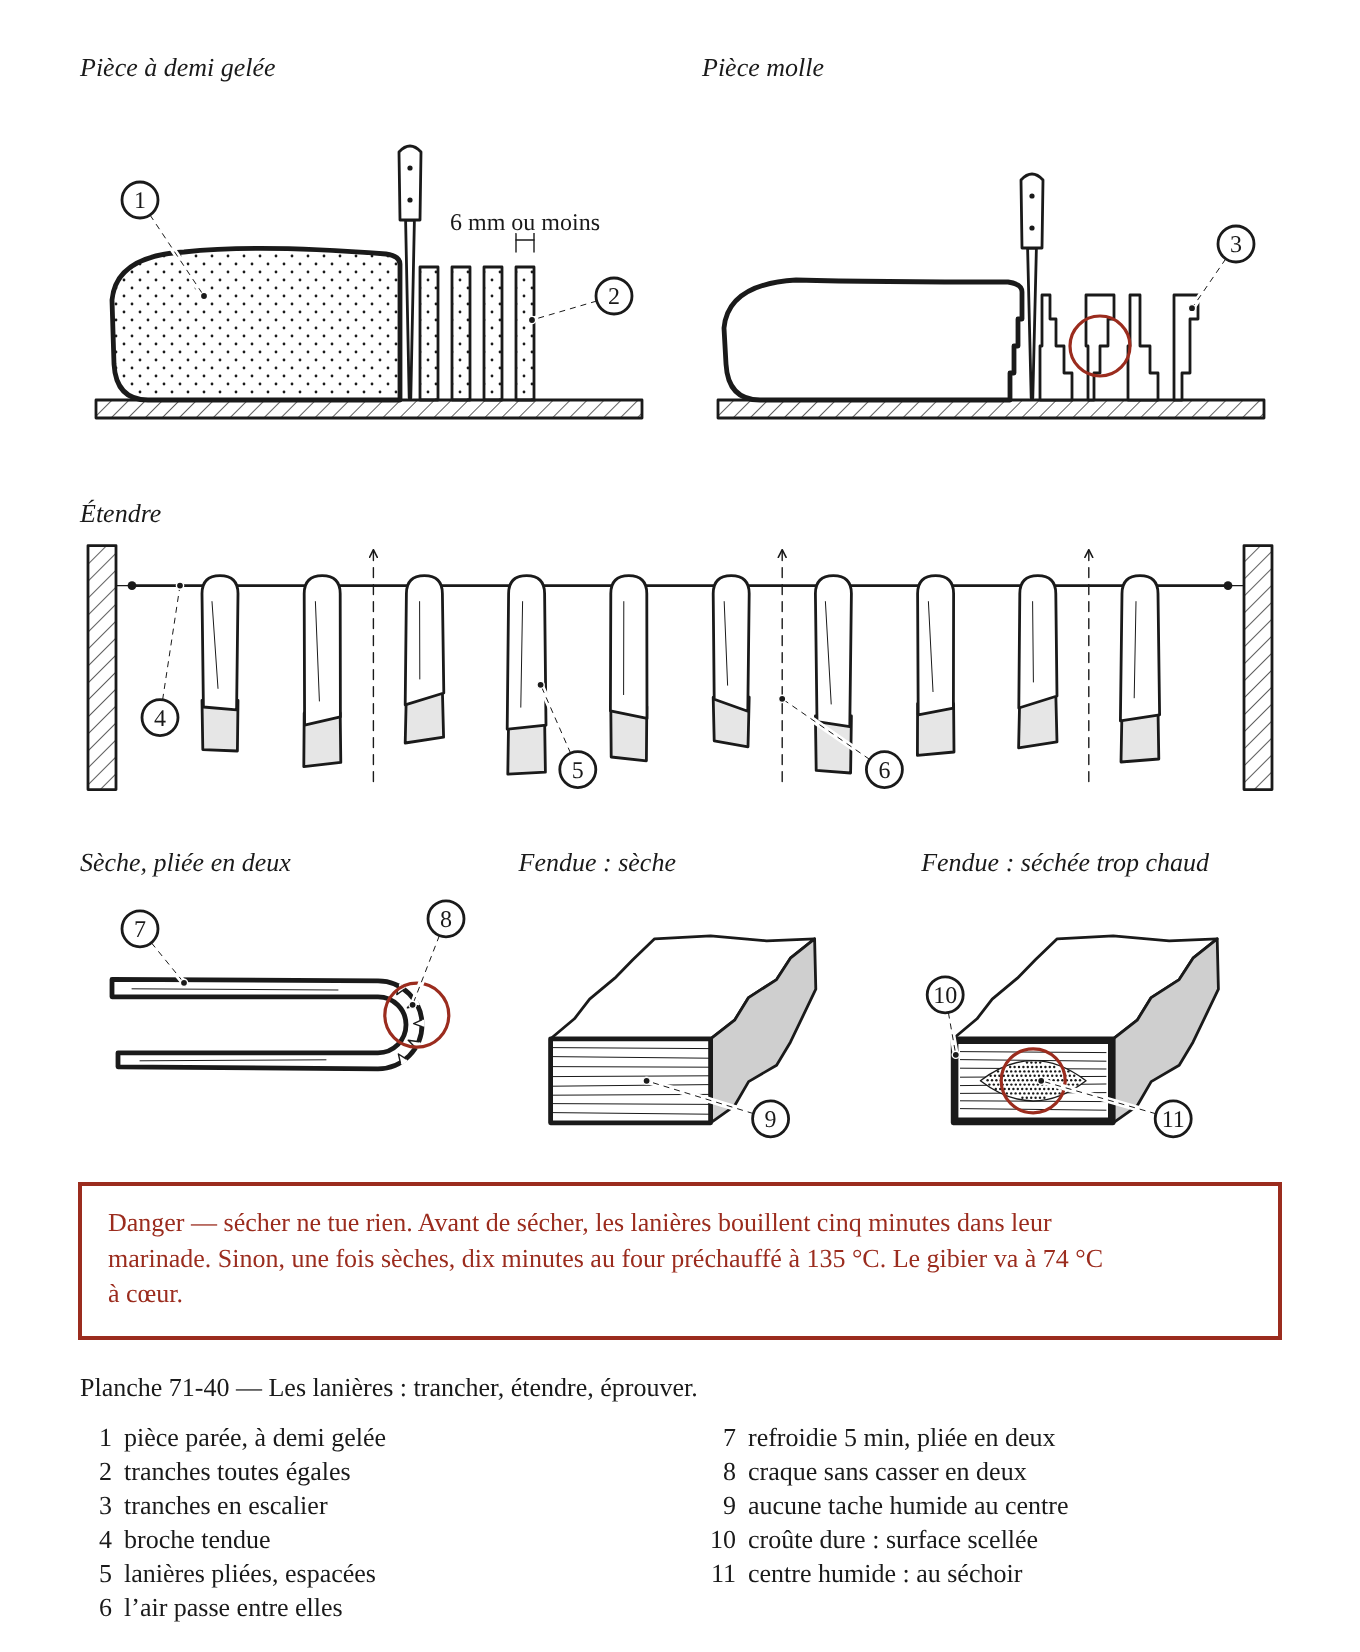 Pièce à demi gelée
Pièce molle
1
6 mm ou moins
2
3
Étendre
4
5
6
Sèche, pliée en deux
Fendue : sèche
Fendue : séchée trop chaud
7
8
9
10
11
Danger — sécher ne tue rien. Avant de sécher, les lanières bouillent cinq minutes dans leur
marinade. Sinon, une fois sèches, dix minutes au four préchauffé à 135 °C. Le gibier va à 74 °C
à cœur.
Planche 71-40 — Les lanières : trancher, étendre, éprouver.
1 pièce parée, à demi gelée
2 tranches toutes égales
3 tranches en escalier
4 broche tendue
5 lanières pliées, espacées
6 l’air passe entre elles
7 refroidie 5 min, pliée en deux
8 craque sans casser en deux
9 aucune tache humide au centre
10 croûte dure : surface scellée
11 centre humide : au séchoir